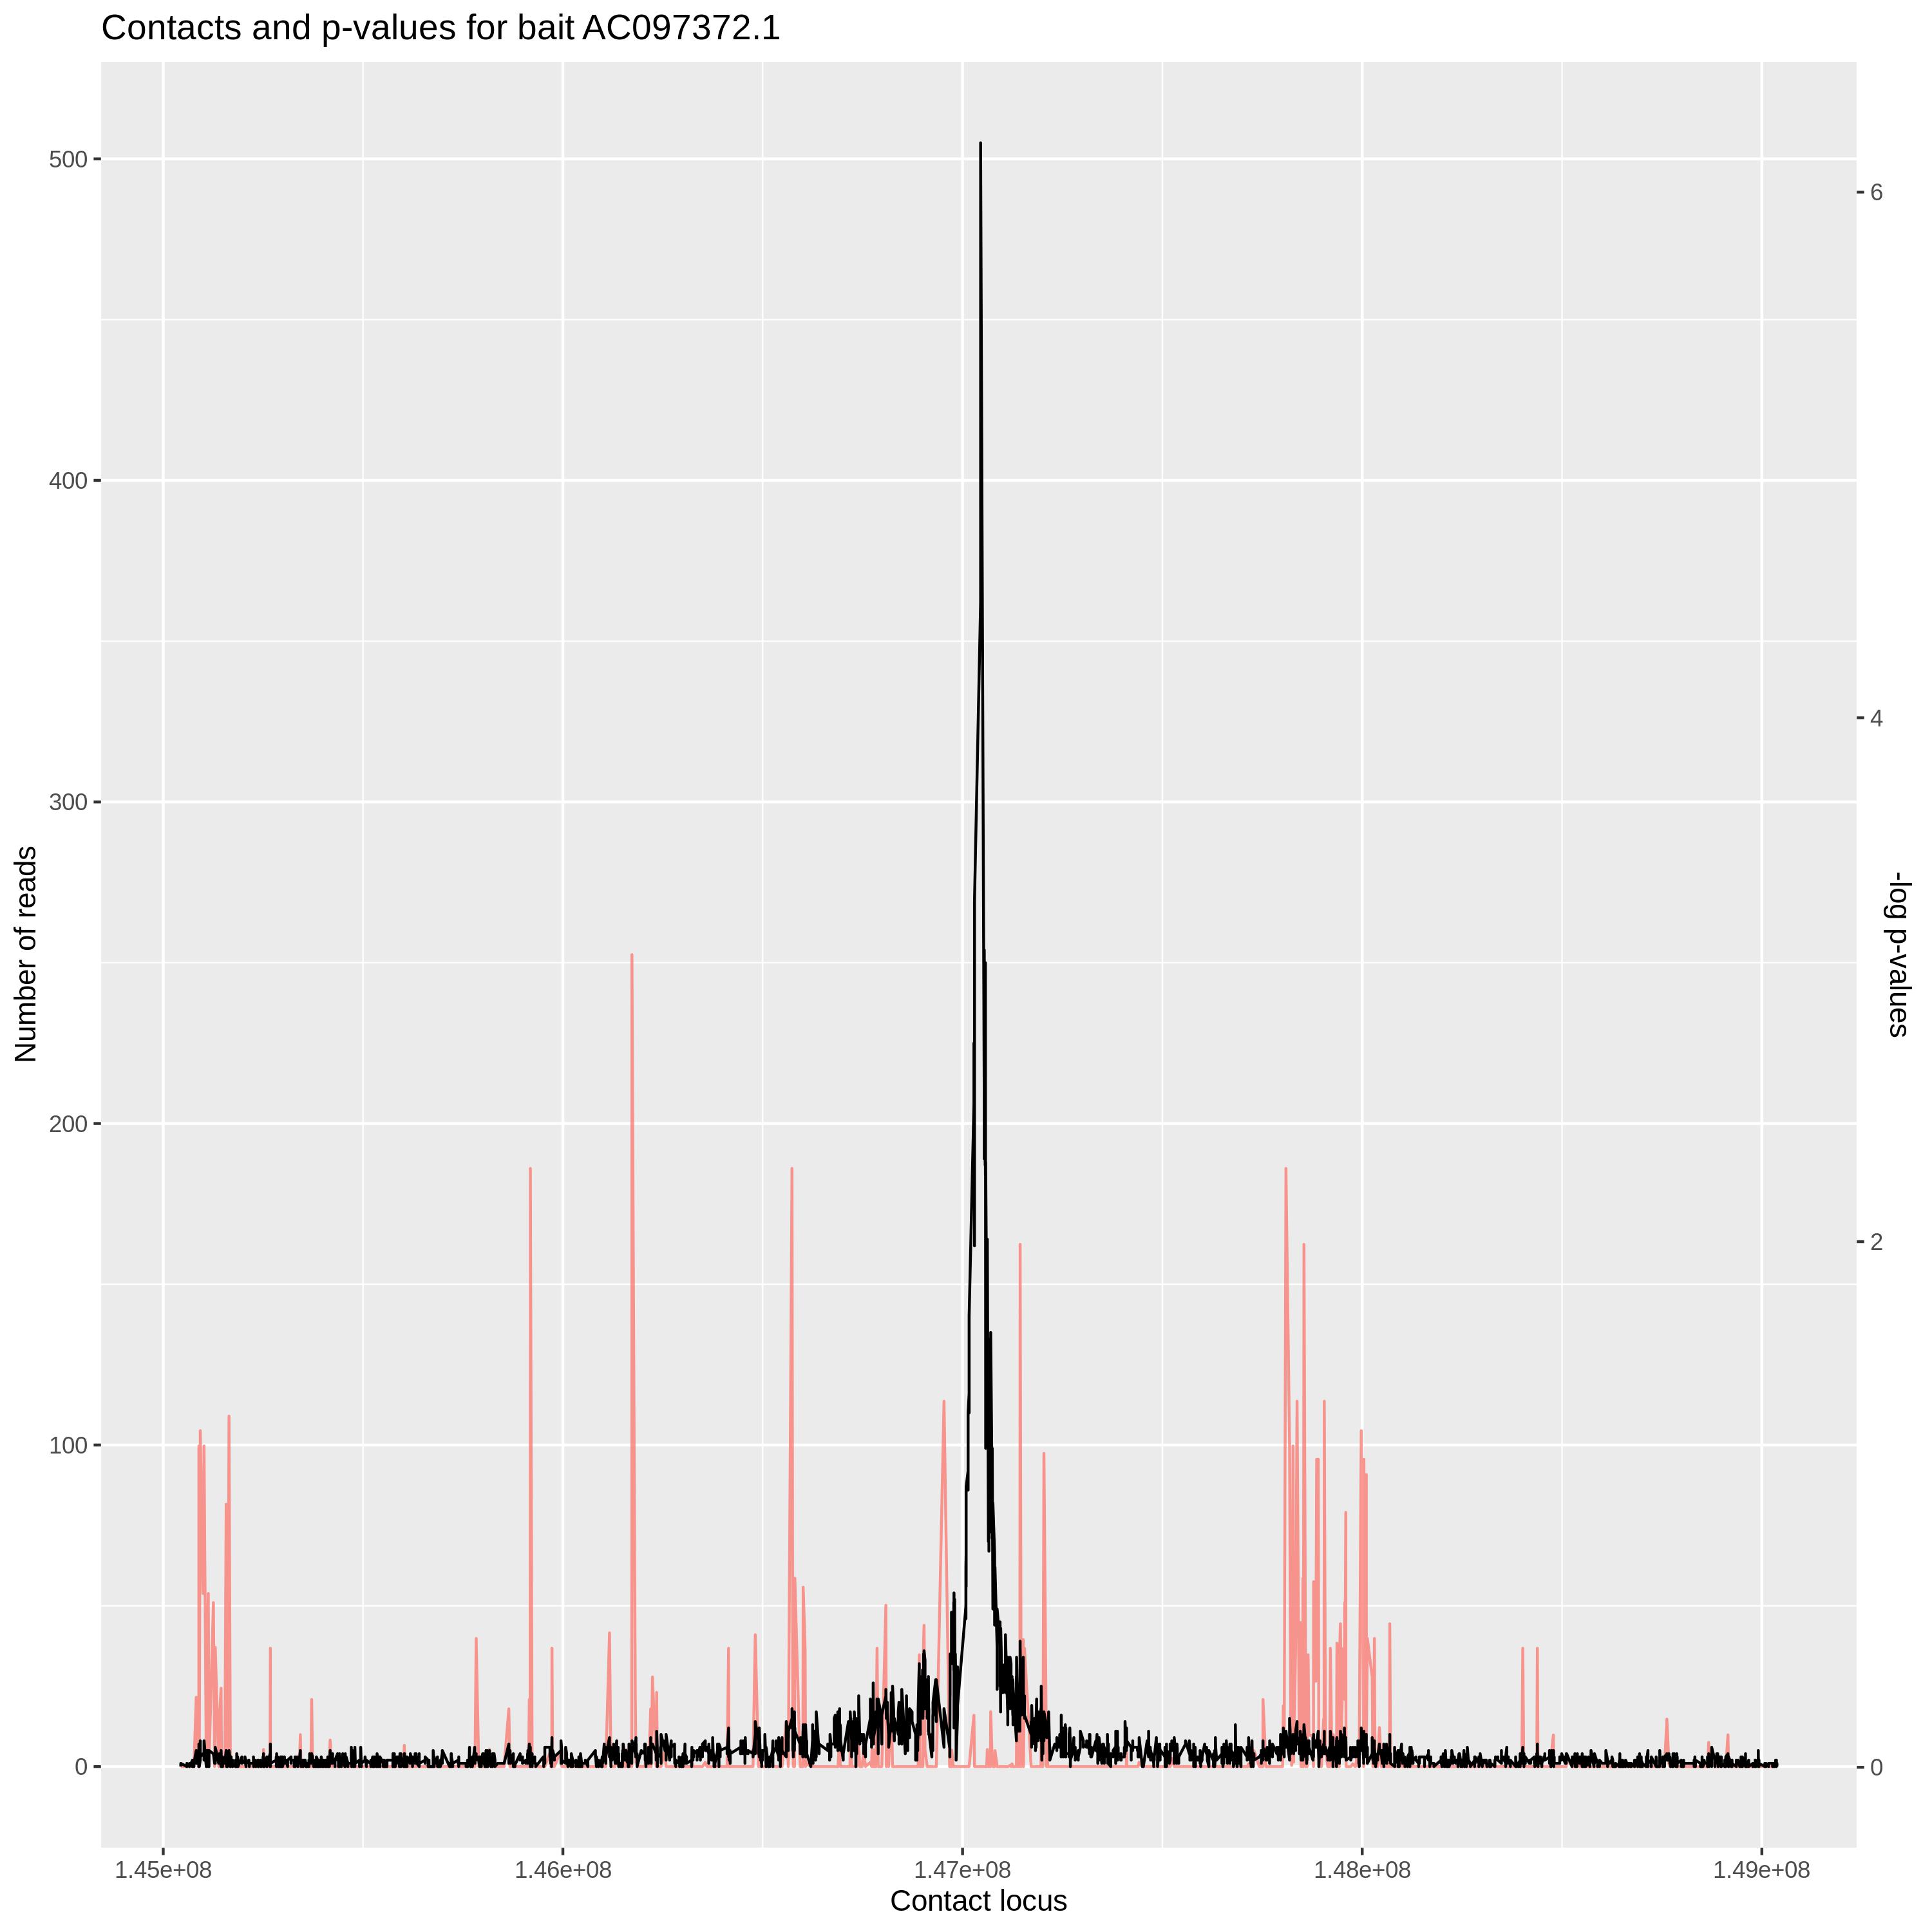 Contacts and p-values for bait AC097372.1
500
400
300
200
100
0
Number of reads
6
4
2
0
-log p-values
1.45e+08
1.46e+08
1.47e+08
1.48e+08
1.49e+08
Contact locus